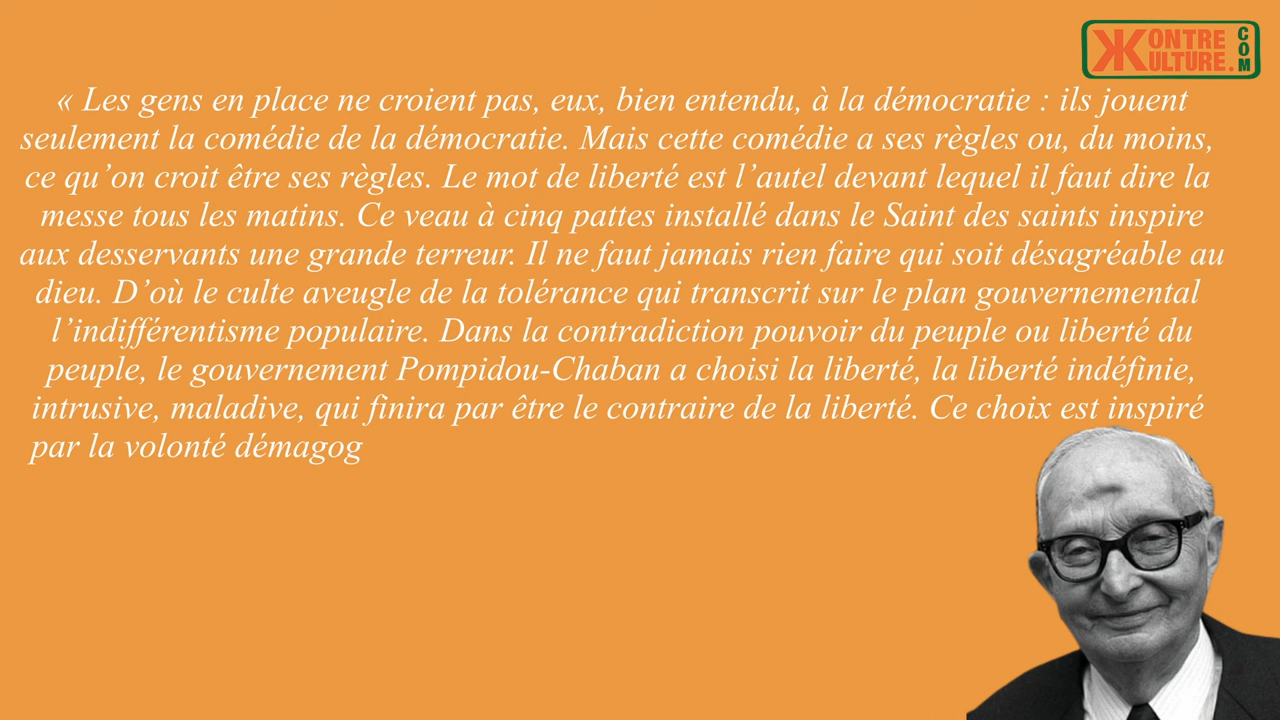 KONTRE
KULTURE.
COM
« Les gens en place ne croient pas, eux, bien entendu, à la démocratie : ils jouent
seulement la comédie de la démocratie. Mais cette comédie a ses règles ou, du moins,
ce qu’on croit être ses règles. Le mot de liberté est l’autel devant lequel il faut dire la
messe tous les matins. Ce veau à cinq pattes installé dans le Saint des saints inspire
aux desservants une grande terreur. Il ne faut jamais rien faire qui soit désagréable au
dieu. D’où le culte aveugle de la tolérance qui transcrit sur le plan gouvernemental
l’indifférentisme populaire. Dans la contradiction pouvoir du peuple ou liberté du
peuple, le gouvernement Pompidou-Chaban a choisi la liberté, la liberté indéfinie,
intrusive, maladive, qui finira par être le contraire de la liberté. Ce choix est inspiré
par la volonté démagog